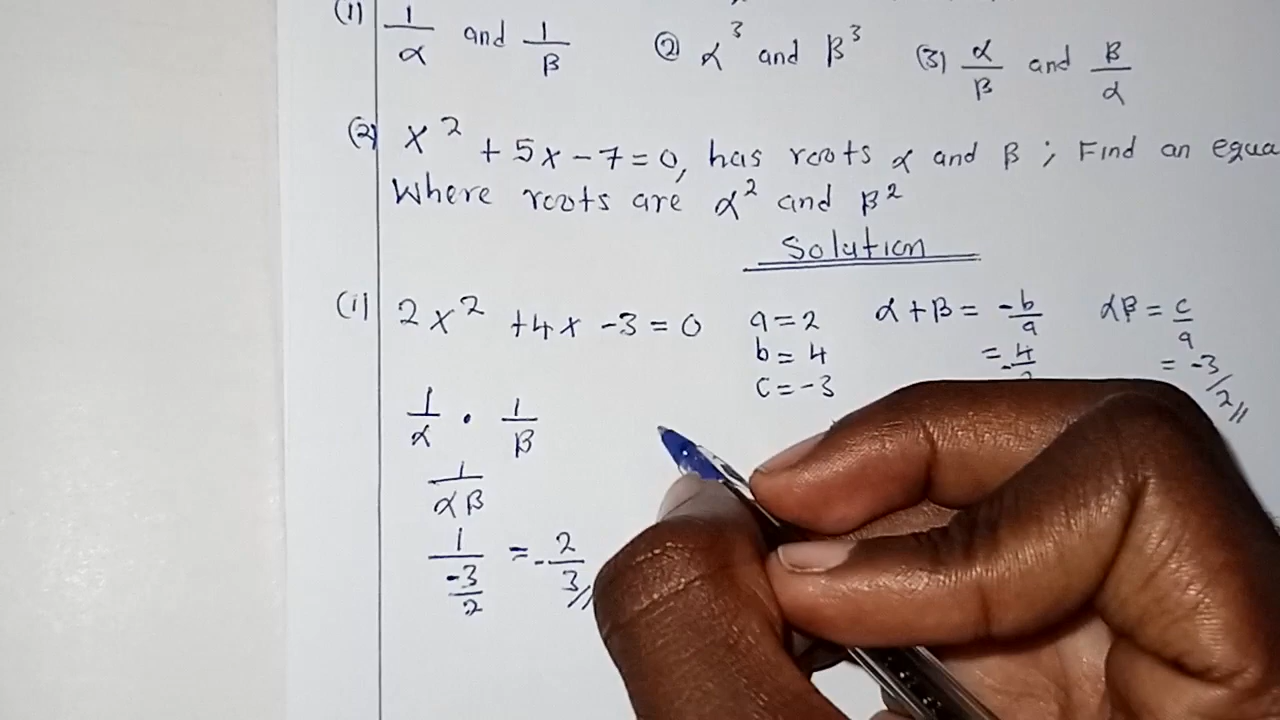 (1) 1/α and 1/β ② α³ and β³ (3) α/β and β/α
(2) x² + 5x - 7 = 0, has roots α and β ; Find an equa
Where roots are α² and β²
Solution
(1) 2x² + 4x - 3 = 0 a = 2 α + β = -b/a αβ = c/a
b = 4 = -4/ = -3/2//
c = -3
1/α · 1/β
1/αβ
1/(-3/2) = -2/3//